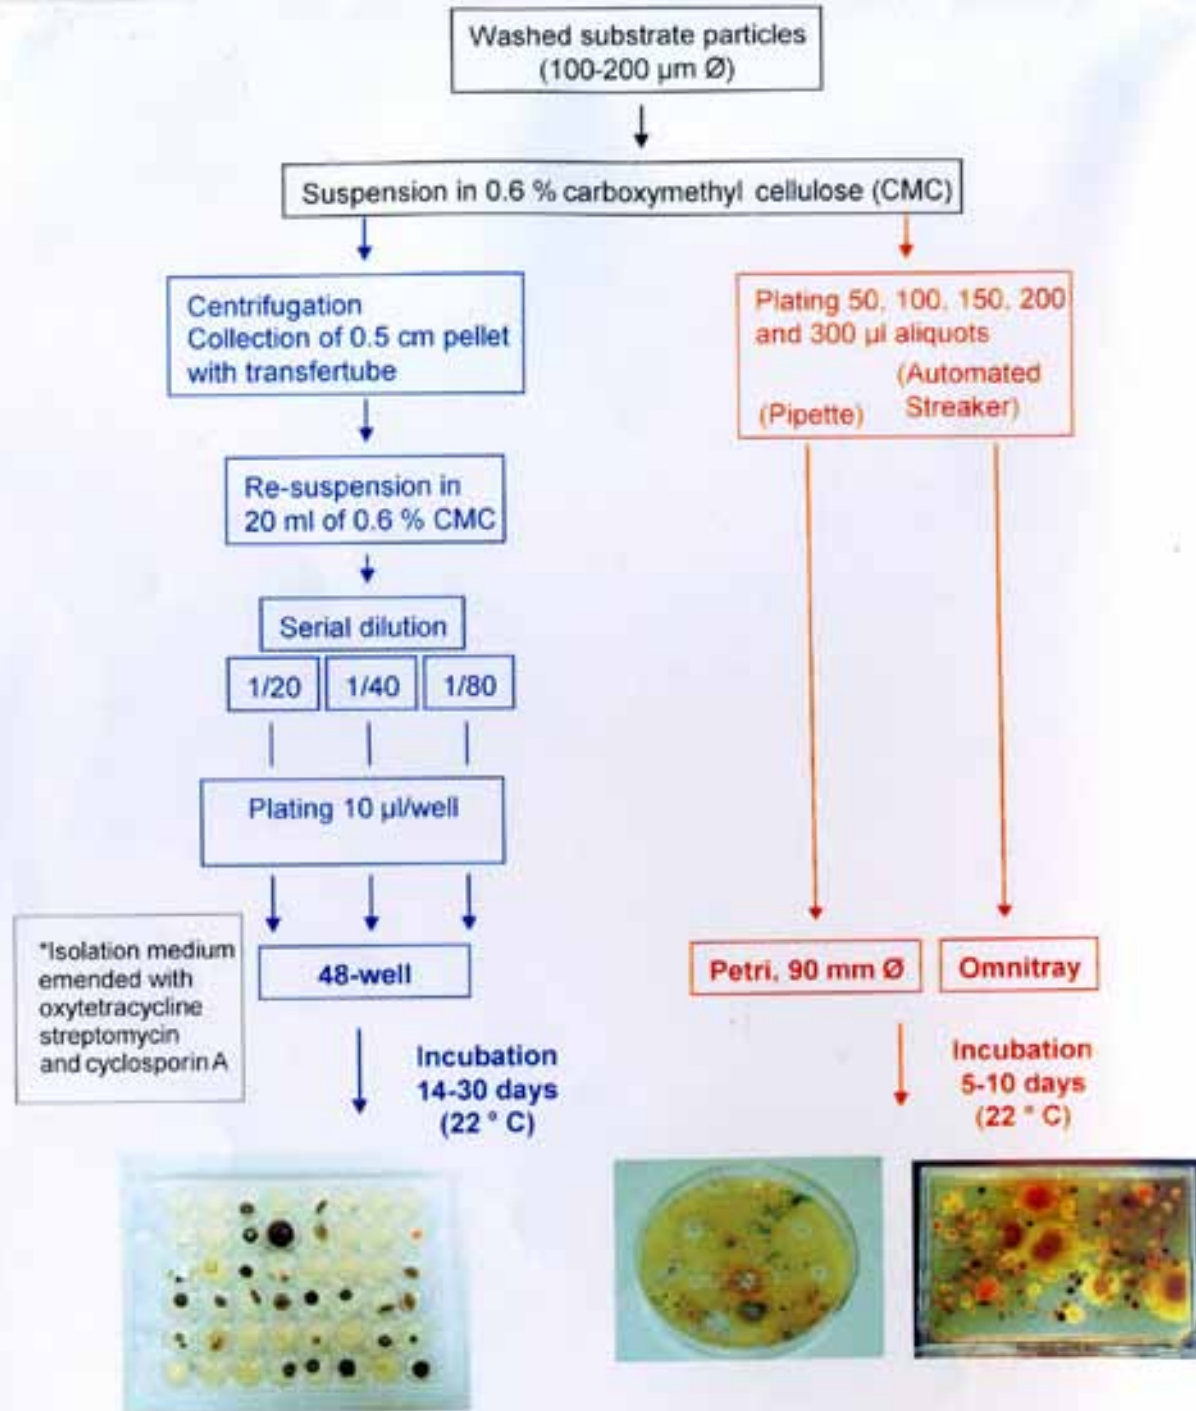 Washed substrate particles
(100-200 µm Ø)
Suspension in 0.6 % carboxymethyl cellulose (CMC)
Centrifugation
Collection of 0.5 cm pellet
with transfertube
Re-suspension in
20 ml of 0.6 % CMC
Serial dilution
1/20 1/40 1/80
Plating 10 µl/well
*Isolation medium
emended with
oxytetracycline
streptomycin
and cyclosporin A
48-well
Incubation
14-30 days
(22 ° C)
Plating 50, 100, 150, 200
and 300 µl aliquots
(Automated
(Pipette) Streaker)
Petri, 90 mm Ø Omnitray
Incubation
5-10 days
(22 ° C)